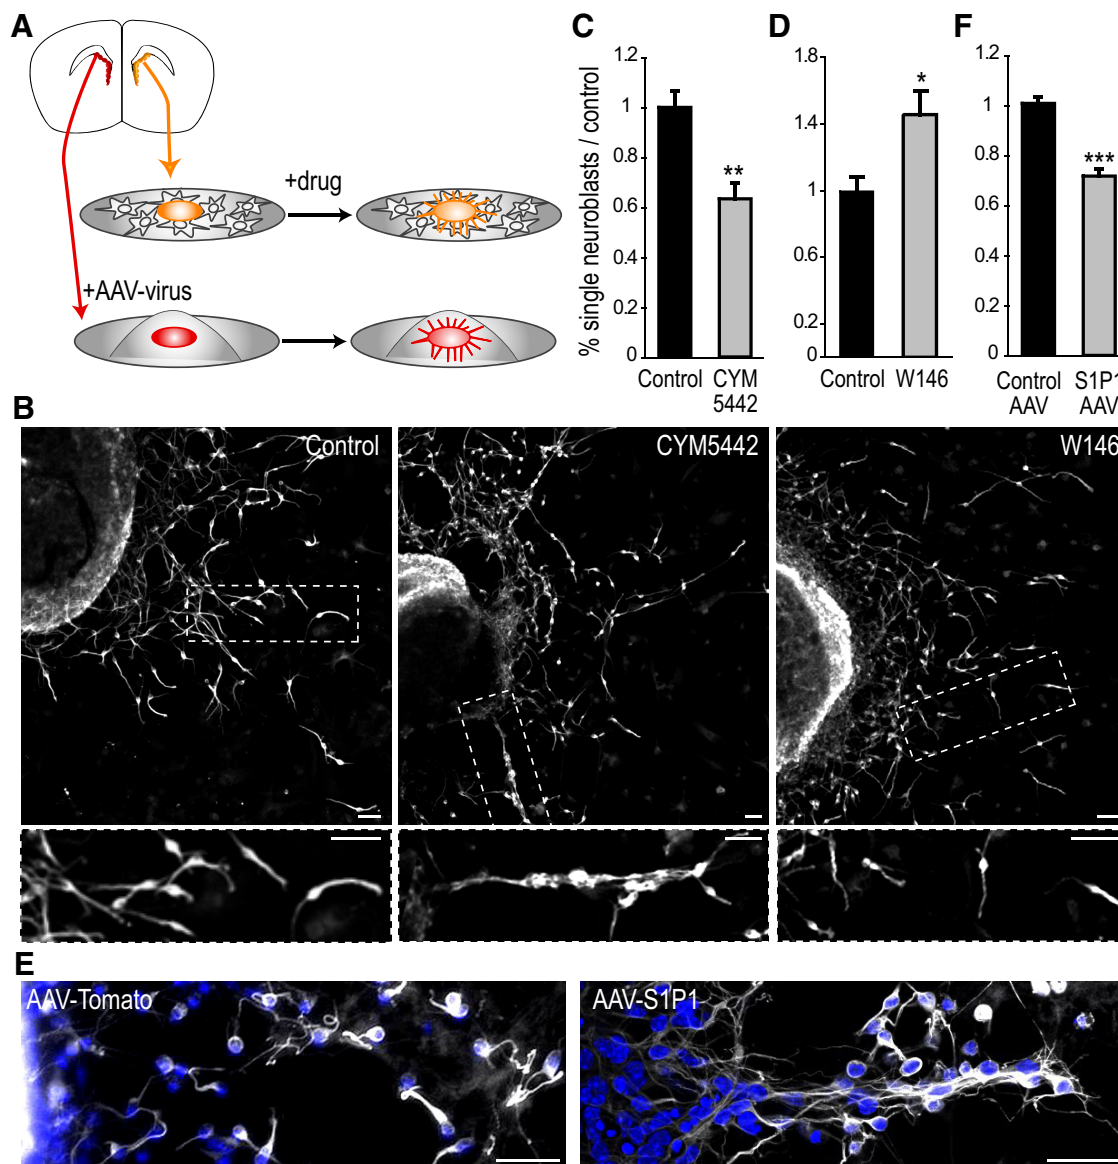 A
+drug
+AAV-virus
C
D
F
% single neuroblasts / control
1.2
1
0.8
0.6
0.4
0.2
0
**
Control
CYM
5442
1.8
1.4
1
0.6
0.2
0
*
Control
W146
1.2
1
0.8
0.6
0.4
0.2
0
***
Control
AAV
S1P1
AAV
B
Control
CYM5442
W146
E
AAV-Tomato
AAV-S1P1